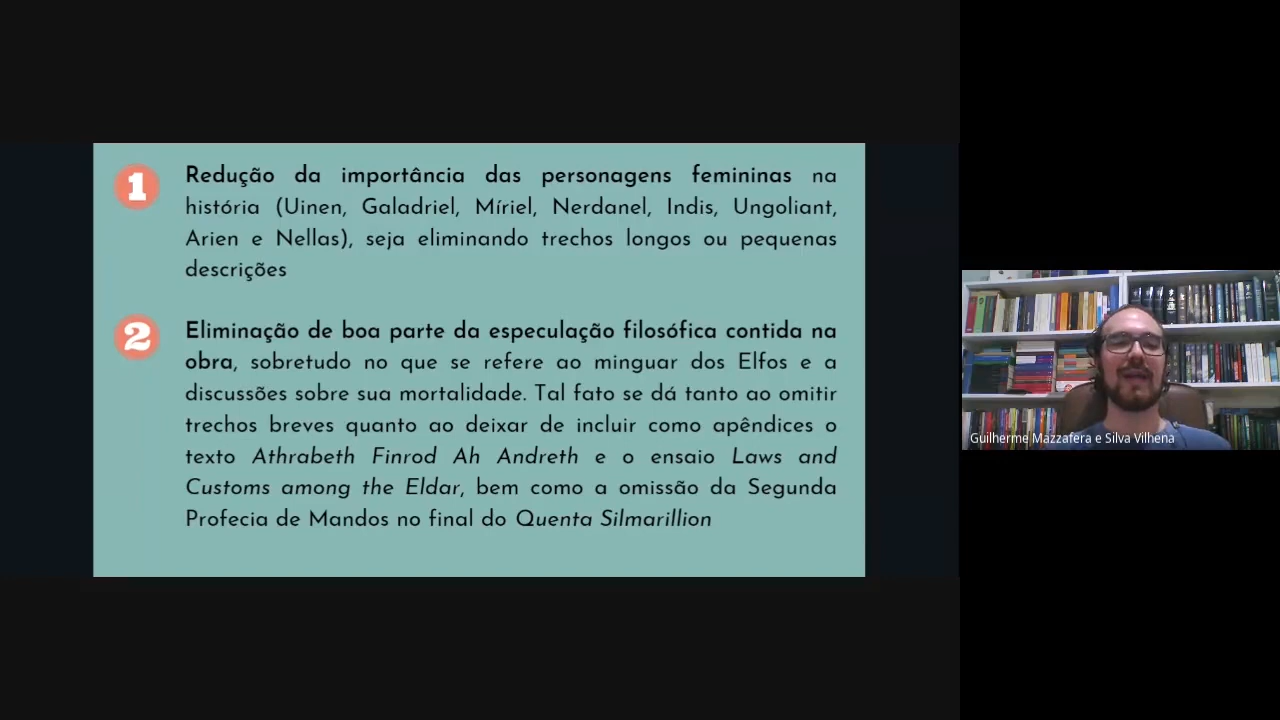 1
Redução da importância das personagens femininas na
história (Uinen, Galadriel, Míriel, Nerdanel, Indis, Ungoliant,
Arien e Nellas), seja eliminando trechos longos ou pequenas
descrições
2
Eliminação de boa parte da especulação filosófica contida na
obra, sobretudo no que se refere ao minguar dos Elfos e a
discussões sobre sua mortalidade. Tal fato se dá tanto ao omitir
trechos breves quanto ao deixar de incluir como apêndices o
texto Athrabeth Finrod Ah Andreth e o ensaio Laws and
Customs among the Eldar, bem como a omissão da Segunda
Profecia de Mandos no final do Quenta Silmarillion
Guilherme Mazzafera e Silva Vilhena